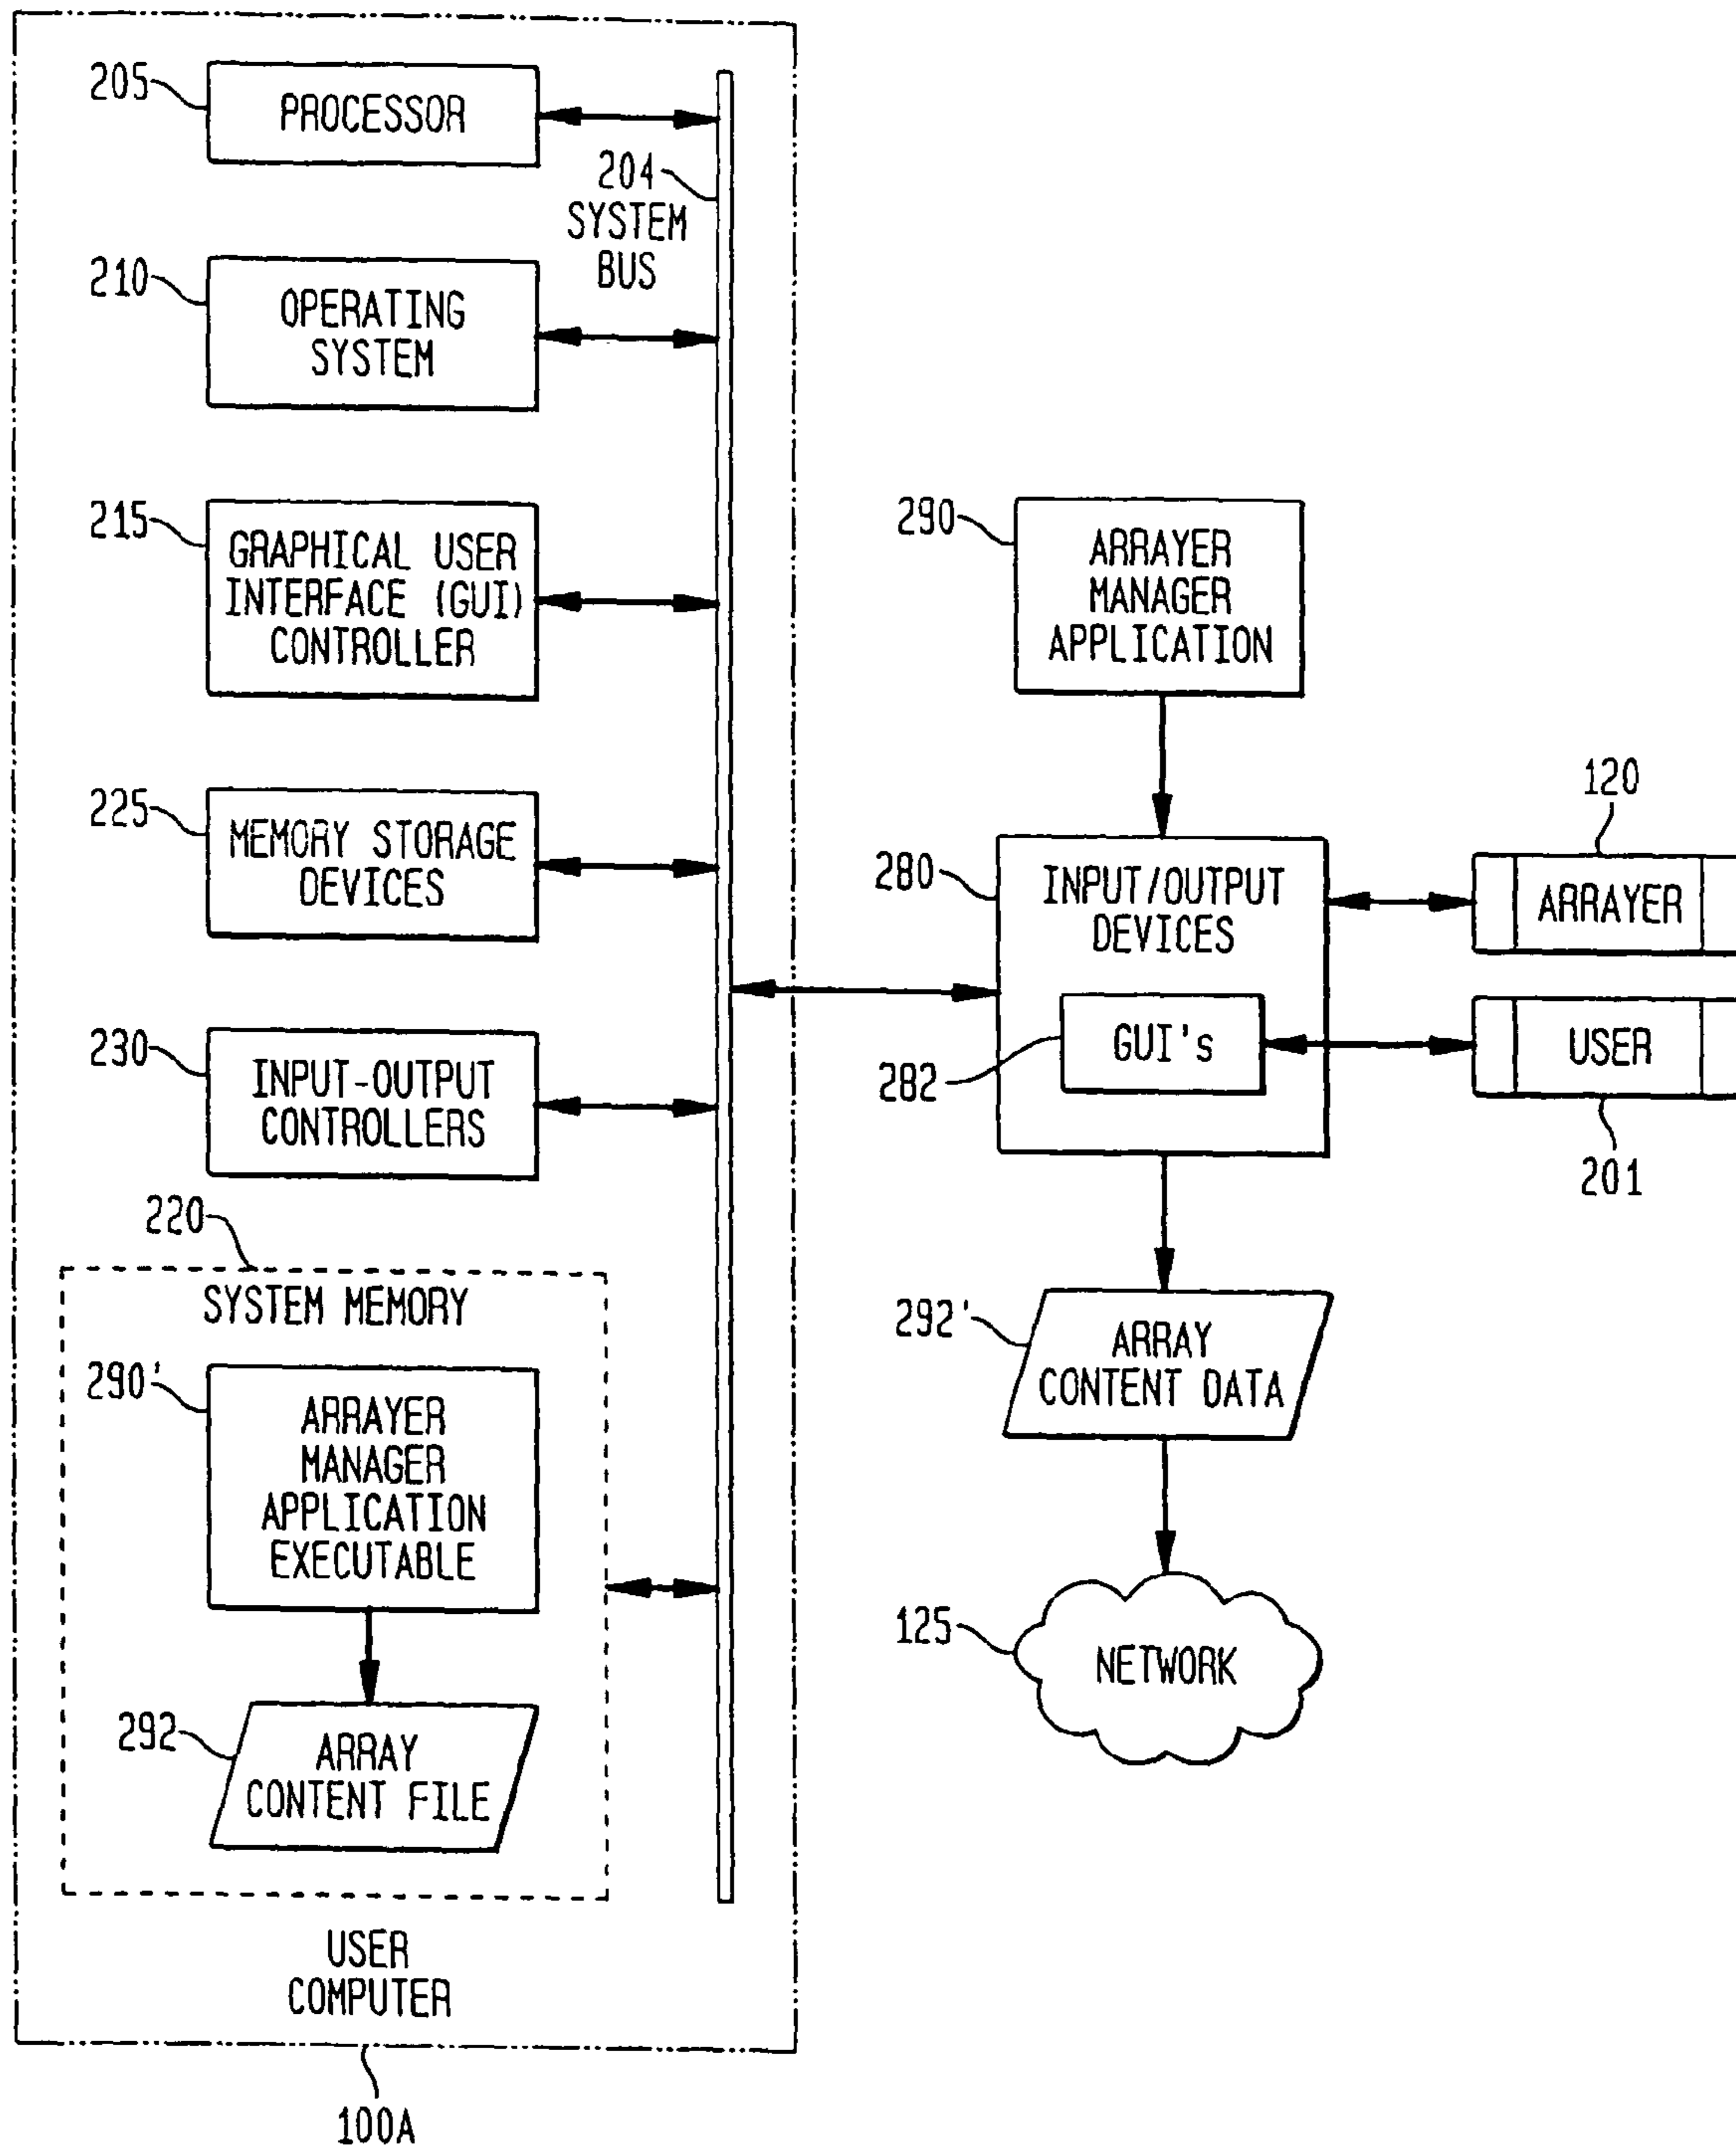 205
PROCESSOR
204
SYSTEM
BUS
210
OPERATING
SYSTEM
215
GRAPHICAL USER
INTERFACE (GUI)
CONTROLLER
225
MEMORY STORAGE
DEVICES
230
INPUT-OUTPUT
CONTROLLERS
220
SYSTEM MEMORY
290'
ARRAYER
MANAGER
APPLICATION
EXECUTABLE
292
ARRAY
CONTENT FILE
USER
COMPUTER
100A
290
ARRAYER
MANAGER
APPLICATION
280
INPUT/OUTPUT
DEVICES
282
GUI's
120
ARRAYER
USER
201
292'
ARRAY
CONTENT DATA
125
NETWORK